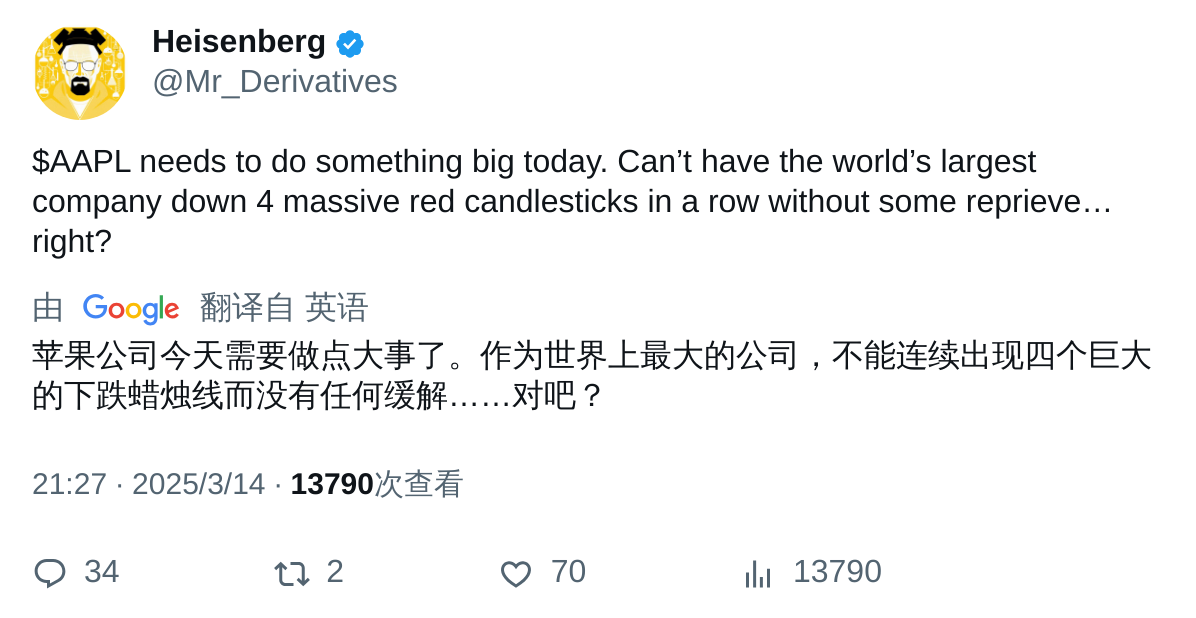 Heisenberg
@Mr_Derivatives
$AAPL needs to do something big today. Can’t have the world’s largest
company down 4 massive red candlesticks in a row without some reprieve…
right?
由 Google 翻译自 英语
苹果公司今天需要做点大事了。作为世界上最大的公司，不能连续出现四个巨大
的下跌蜡烛线而没有任何缓解……对吧？
21:27 · 2025/3/14 · 13790次查看
34 2 70 13790